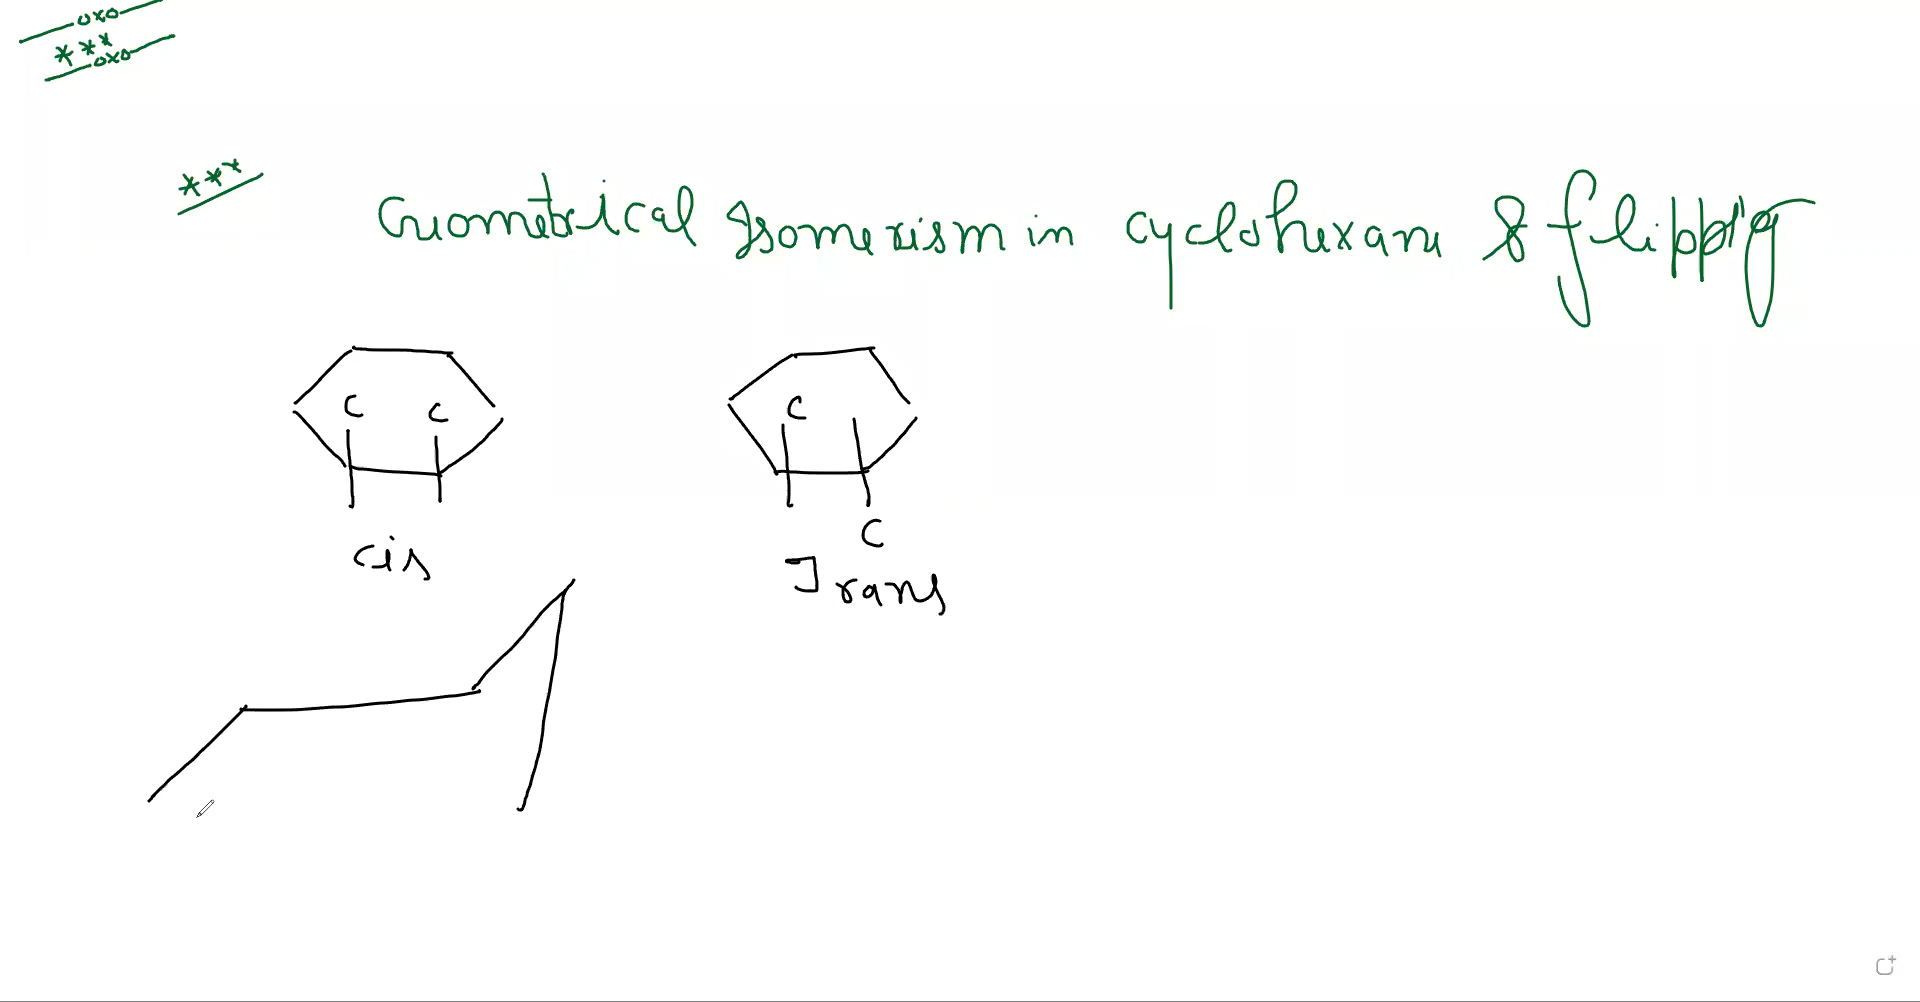 oxo
***
oxo
***
Geometrical Isomerism in cyclohexane & flipping
C C
C
C
cis
Trans